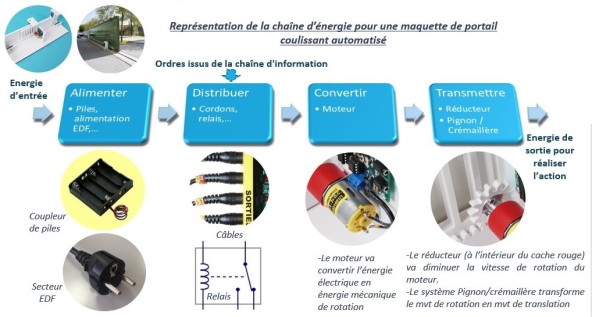 Représentation de la chaîne d'énergie pour une maquette de portail
coulissant automatisé
Ordres issus de la chaîne d'information
Energie
d'entrée
Alimenter
• Piles,
alimentation
EDF,...
Distribuer
• Cordons,
relais,...
Convertir
• Moteur
Transmettre
• Réducteur
• Pignon /
Crémaillère
Energie de
sortie pour
réaliser
l'action
Coupleur
de piles
Secteur
EDF
SORTIE
Câbles
Relais
-Le moteur va
convertir l'énergie
électrique en
énergie mécanique
de rotation
-Le réducteur (à l'intérieur du cache rouge)
va diminuer la vitesse de rotation du
moteur.
-Le système Pignon/crémaillère transforme
le mvt de rotation en mvt de translation